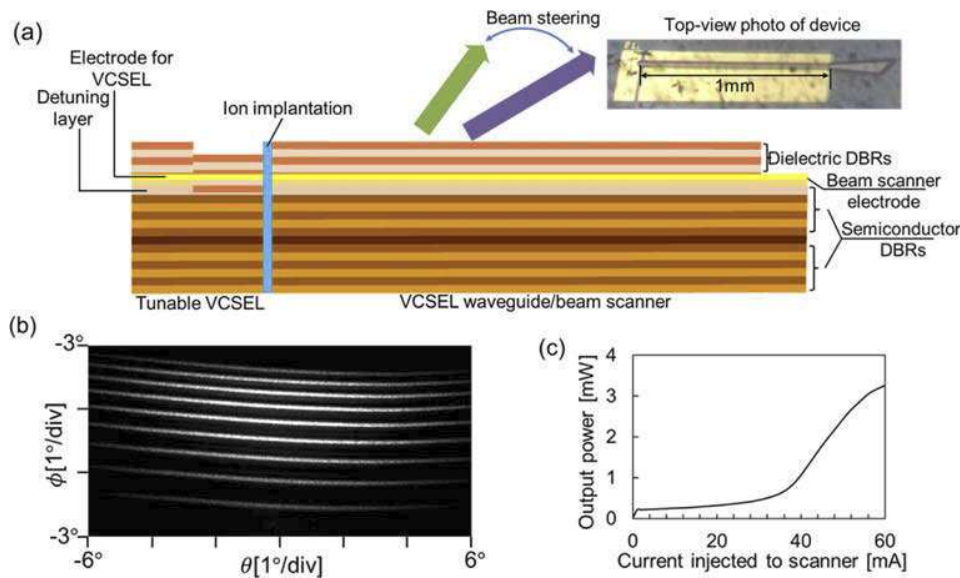 (a)
Beam steering
Top-view photo of device
Electrode for
VCSEL
1mm
Detuning
layer
Ion implantation
Dielectric DBRs
Beam scanner
electrode
Semiconductor
DBRs
Tunable VCSEL
VCSEL waveguide/beam scanner
(b)
-3°
ϕ[1°/div]
-3°
-6°
θ[1°/div]
6°
(c)
Output power [mW]
4
3
2
1
0
0
20
40
60
Current injected to scanner [mA]